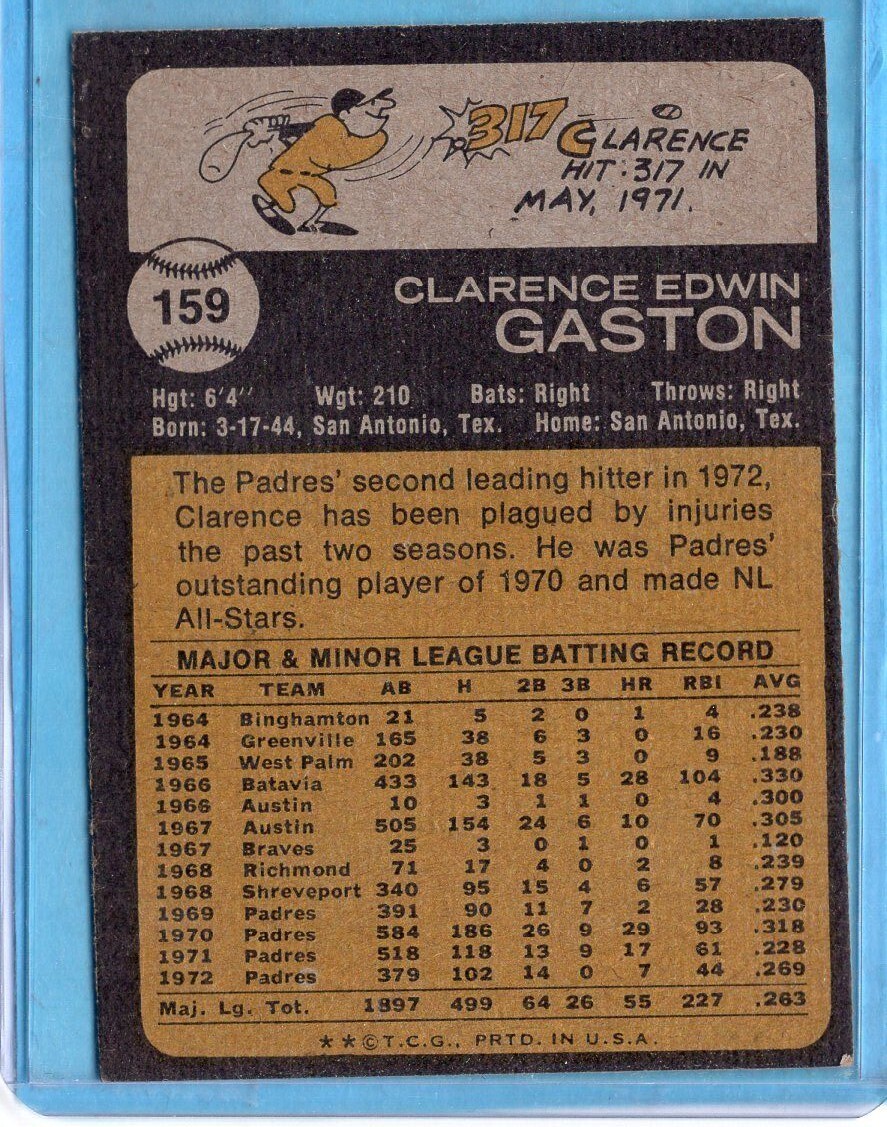 317 CLARENCE
HIT .317 IN
MAY, 1971.
159
CLARENCE EDWIN
GASTON
Hgt: 6'4" Wgt: 210 Bats: Right Throws: Right
Born: 3-17-44, San Antonio, Tex. Home: San Antonio, Tex.
The Padres' second leading hitter in 1972,
Clarence has been plagued by injuries
the past two seasons. He was Padres'
outstanding player of 1970 and made NL
All-Stars.
MAJOR & MINOR LEAGUE BATTING RECORD
YEAR TEAM AB H 2B 3B HR RBI AVG
1964 Binghamton 21 5 2 0 1 4 .238
1964 Greenville 165 38 6 3 0 16 .230
1965 West Palm 202 38 5 3 0 9 .188
1966 Batavia 433 143 18 5 28 104 .330
1966 Austin 10 3 1 1 0 4 .300
1967 Austin 505 154 24 6 10 70 .305
1967 Braves 25 3 0 1 0 1 .120
1968 Richmond 71 17 4 0 2 8 .239
1968 Shreveport 340 95 15 4 6 57 .279
1969 Padres 391 90 11 7 2 28 .230
1970 Padres 584 186 26 9 29 93 .318
1971 Padres 518 118 13 9 17 61 .228
1972 Padres 379 102 14 0 7 44 .269
Maj. Lg. Tot. 1897 499 64 26 55 227 .263
★★©T.C.G., PRTD. IN U.S.A.